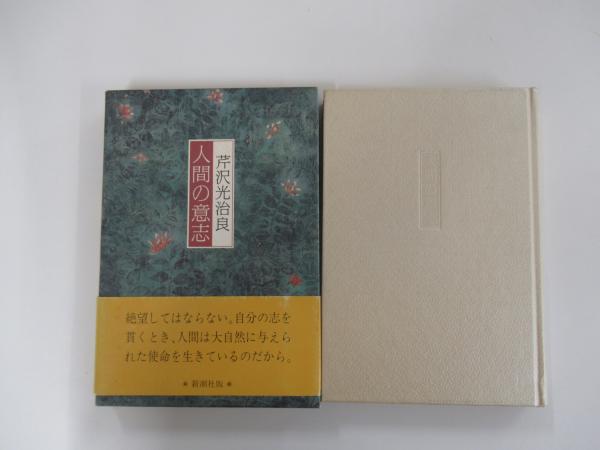 芹沢光治良
人間の意志
絶望してはならない。自分の志を
貫くとき、人間は大自然に与えら
れた使命を生きているのだから。
★新潮社版★